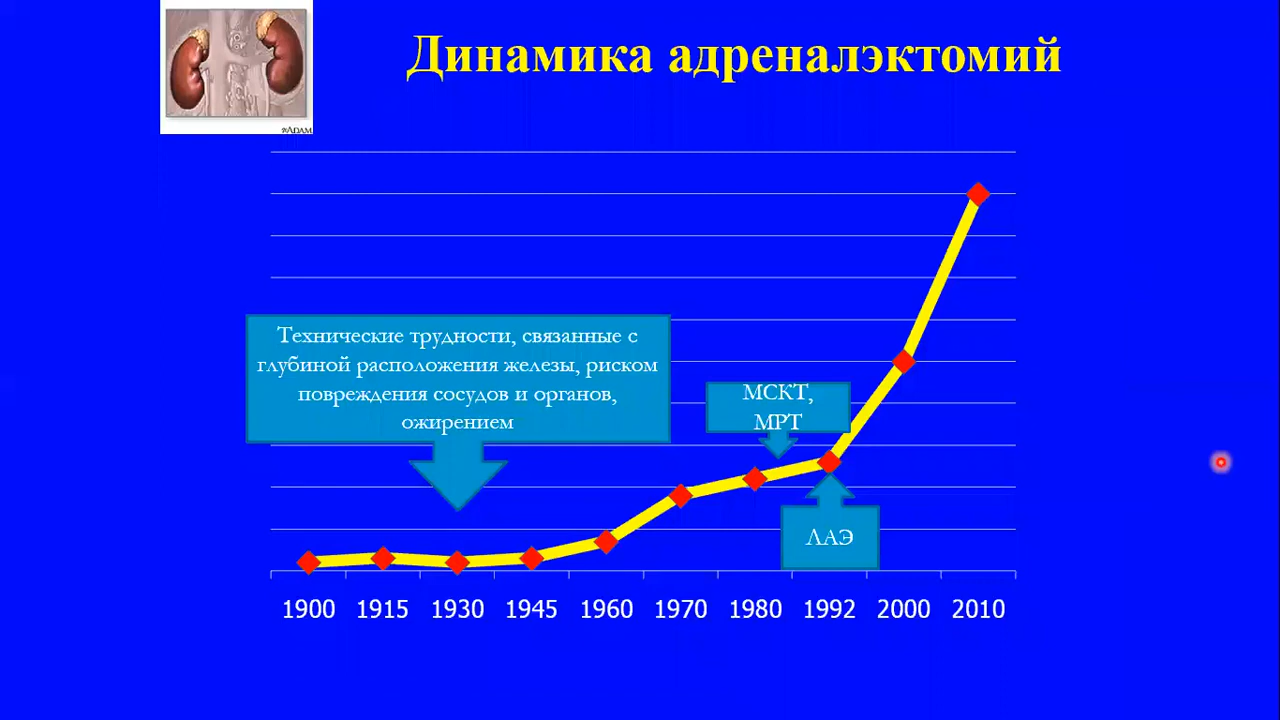 Динамика адреналэктомий
®ADAM
Технические трудности, связанные с
глубиной расположения железы, риском
повреждения сосудов и органов,
ожирением
МСКТ,
МРТ
ЛАЭ
1900 1915 1930 1945 1960 1970 1980 1992 2000 2010